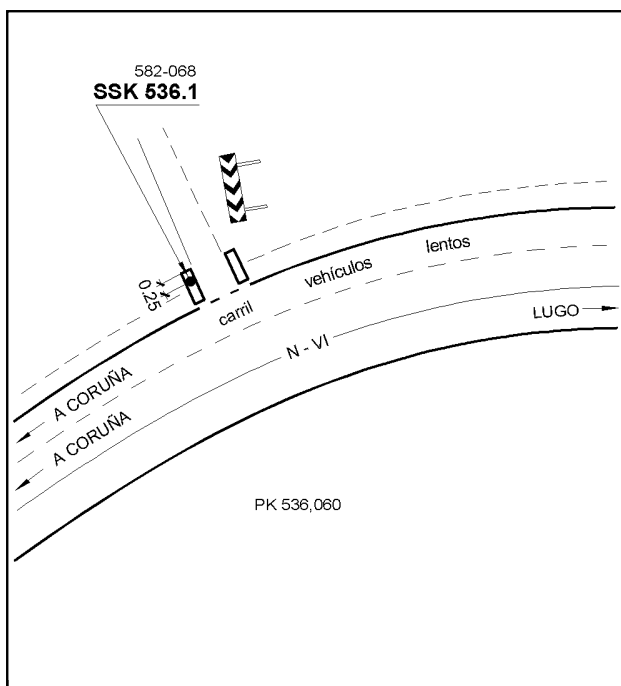 582-068
SSK 536.1
0.25
carril vehículos lentos
LUGO
N - VI
A CORUÑA
A CORUÑA
PK 536,060